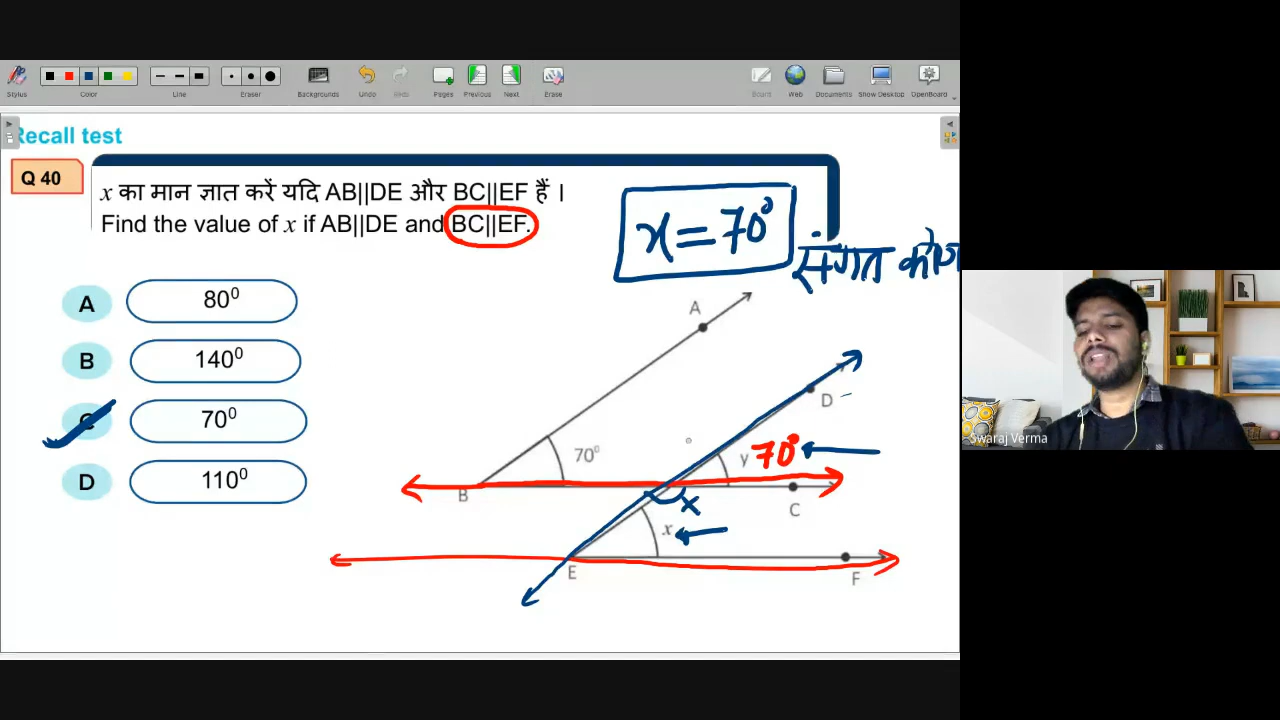 Stylus
Color
Line
Eraser
Backgrounds
Undo
Redo
Pages
Previous
Next
Erase
Board
Web
Documents
Show Desktop
OpenBoard
Recall test
Q 40
x का मान ज्ञात करें यदि AB||DE और BC||EF हैं ।
Find the value of x if AB||DE and BC||EF.
x = 70°
संगत
A 80⁰
B 140⁰
C 70⁰
D 110⁰
A
D
70°
y 70°
B
C
x
x
E
F
Swaraj Verma